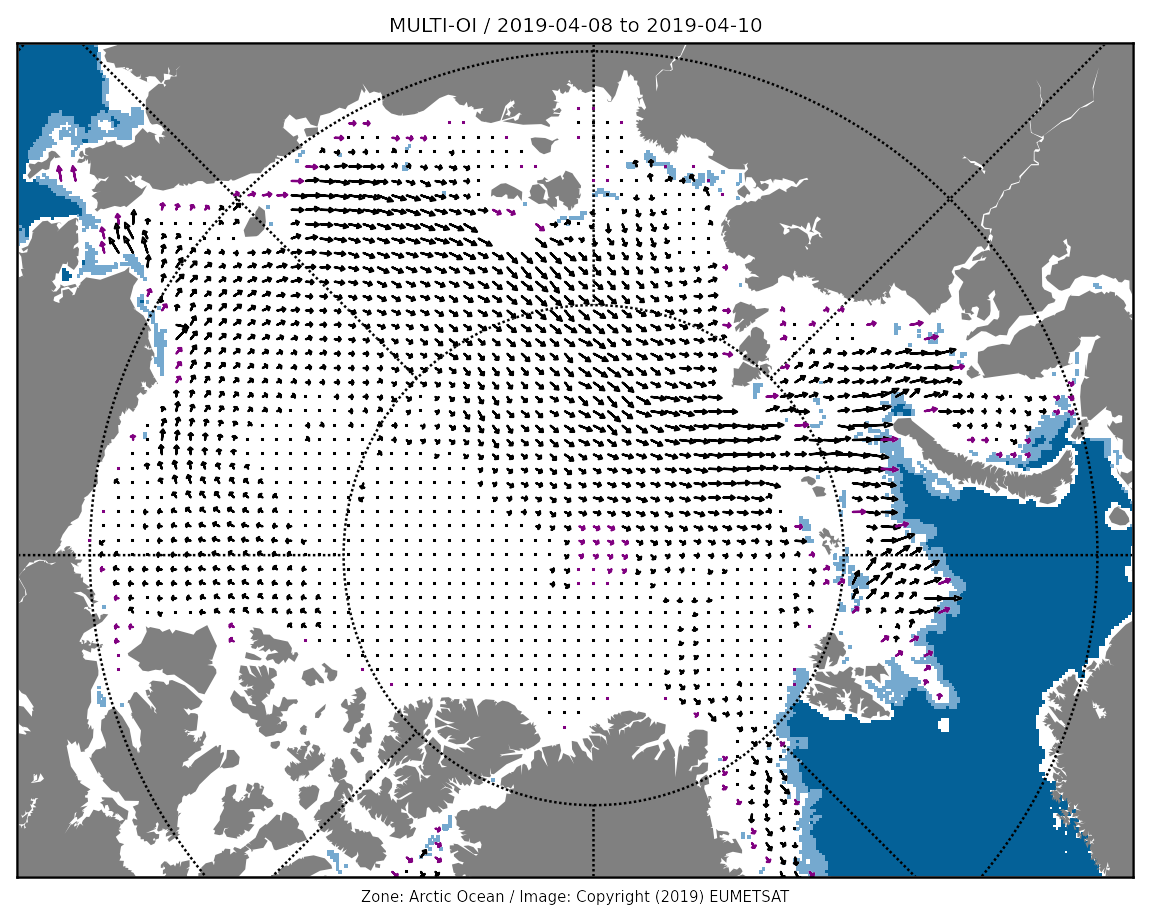 MULTI-OI / 2019-04-08 to 2019-04-10
Zone: Arctic Ocean / Image: Copyright (2019) EUMETSAT